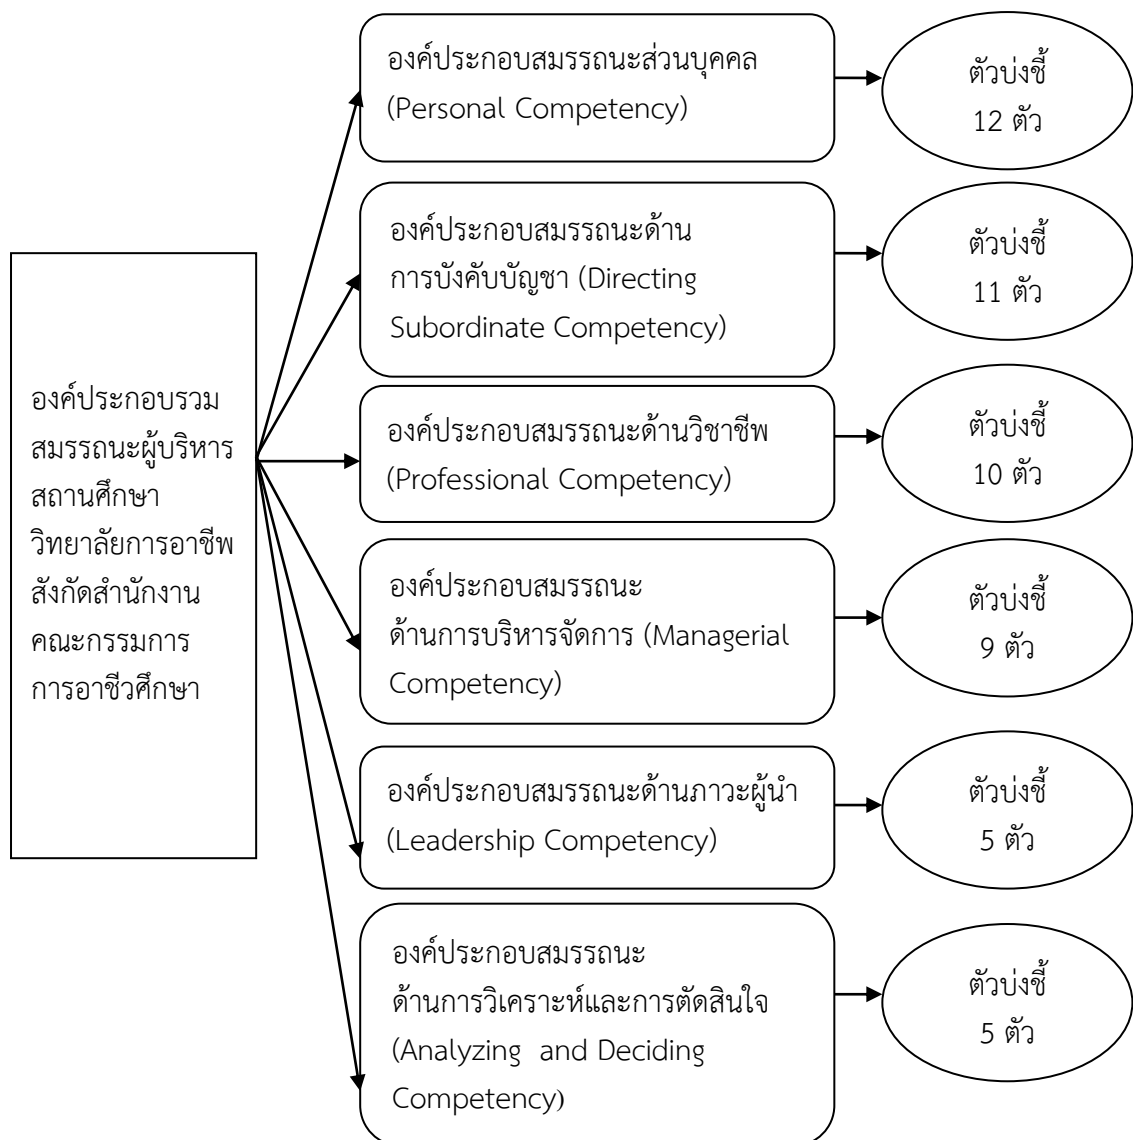 องค์ประกอบรวม
สมรรถนะผู้บริหาร
สถานศึกษา
วิทยาลัยการอาชีพ
สังกัดสำนักงาน
คณะกรรมการ
การอาชีวศึกษา
องค์ประกอบสมรรถนะส่วนบุคคล
(Personal Competency)
ตัวบ่งชี้
12 ตัว
องค์ประกอบสมรรถนะด้าน
การบังคับบัญชา (Directing
Subordinate Competency)
ตัวบ่งชี้
11 ตัว
องค์ประกอบสมรรถนะด้านวิชาชีพ
(Professional Competency)
ตัวบ่งชี้
10 ตัว
องค์ประกอบสมรรถนะ
ด้านการบริหารจัดการ (Managerial
Competency)
ตัวบ่งชี้
9 ตัว
องค์ประกอบสมรรถนะด้านภาวะผู้นำ
(Leadership Competency)
ตัวบ่งชี้
5 ตัว
องค์ประกอบสมรรถนะ
ด้านการวิเคราะห์และการตัดสินใจ
(Analyzing and Deciding
Competency)
ตัวบ่งชี้
5 ตัว